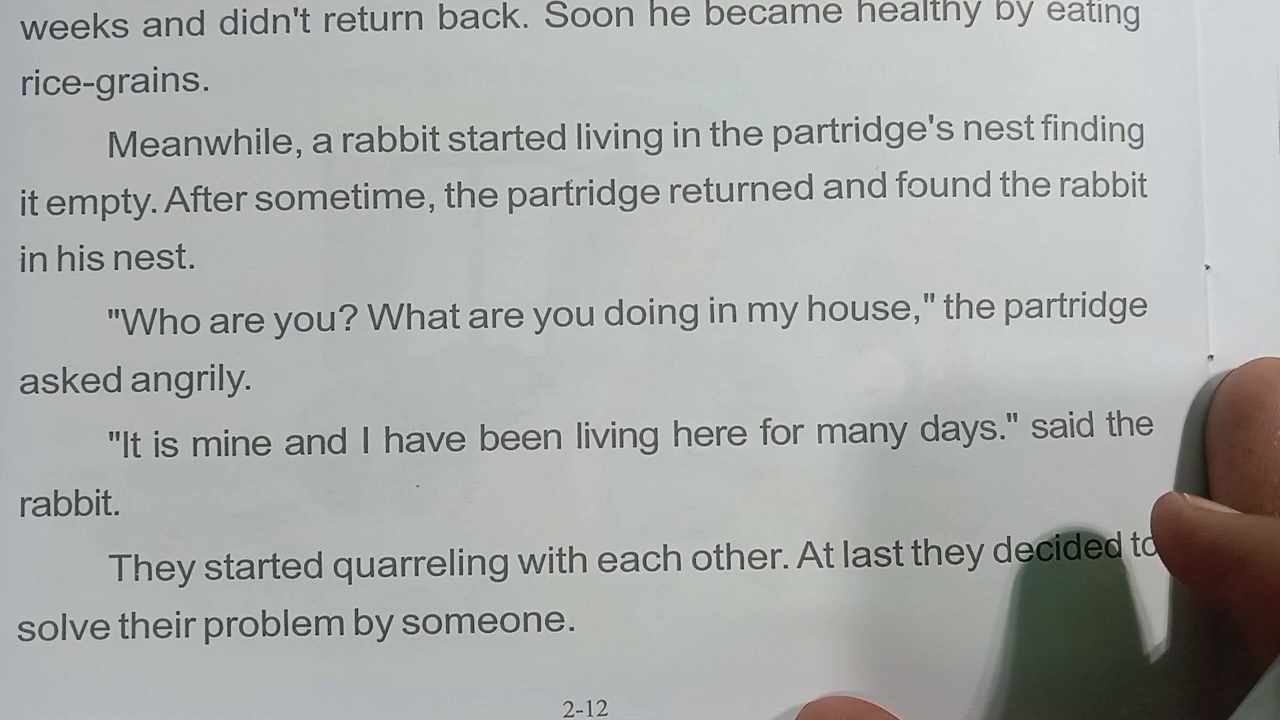 weeks and didn't return back. Soon he became healthy by eating
rice-grains.
Meanwhile, a rabbit started living in the partridge's nest finding
it empty. After sometime, the partridge returned and found the rabbit
in his nest.
"Who are you? What are you doing in my house," the partridge
asked angrily.
"It is mine and I have been living here for many days." said the
rabbit.
They started quarreling with each other. At last they decided to
solve their problem by someone.
2-12